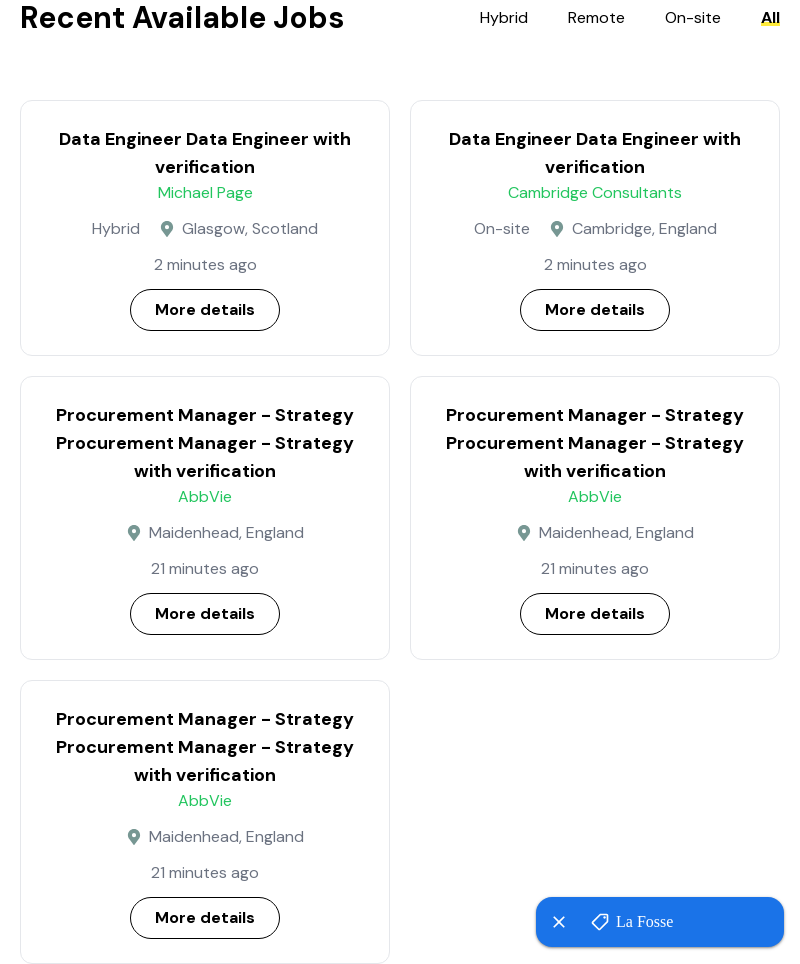 Recent Available Jobs
Hybrid Remote On-site All
Data Engineer Data Engineer with
verification
Michael Page
Hybrid Glasgow, Scotland
2 minutes ago
More details
Data Engineer Data Engineer with
verification
Cambridge Consultants
On-site Cambridge, England
2 minutes ago
More details
Procurement Manager - Strategy
Procurement Manager - Strategy
with verification
AbbVie
Maidenhead, England
21 minutes ago
More details
Procurement Manager - Strategy
Procurement Manager - Strategy
with verification
AbbVie
Maidenhead, England
21 minutes ago
More details
Procurement Manager - Strategy
Procurement Manager - Strategy
with verification
AbbVie
Maidenhead, England
21 minutes ago
More details
La Fosse